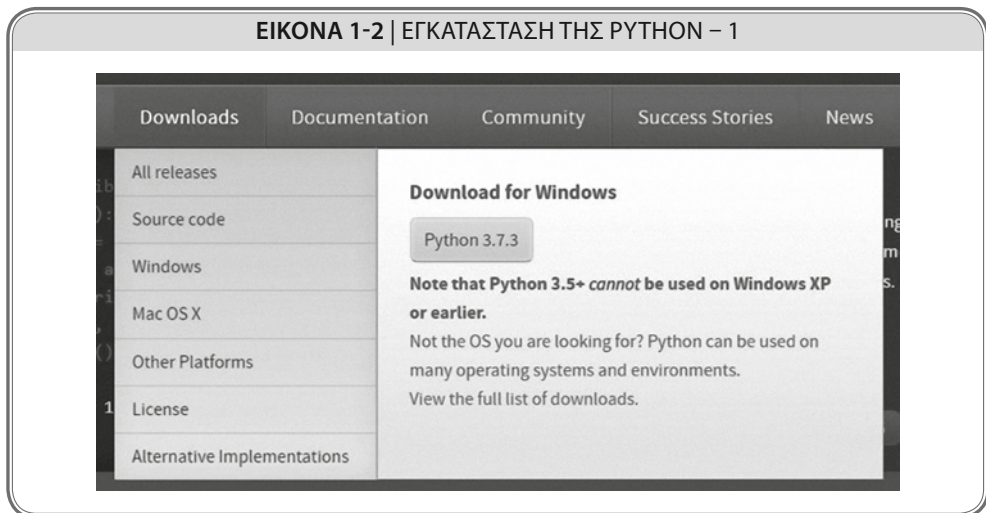 ΕΙΚΟΝΑ 1-2 | ΕΓΚΑΤΑΣΤΑΣΗ ΤΗΣ PYTHON – 1
Downloads Documentation Community Success Stories News
All releases
Source code
Windows
Mac OS X
Other Platforms
License
Alternative Implementations
Download for Windows
Python 3.7.3
Note that Python 3.5+ cannot be used on Windows XP
or earlier.
Not the OS you are looking for? Python can be used on
many operating systems and environments.
View the full list of downloads.